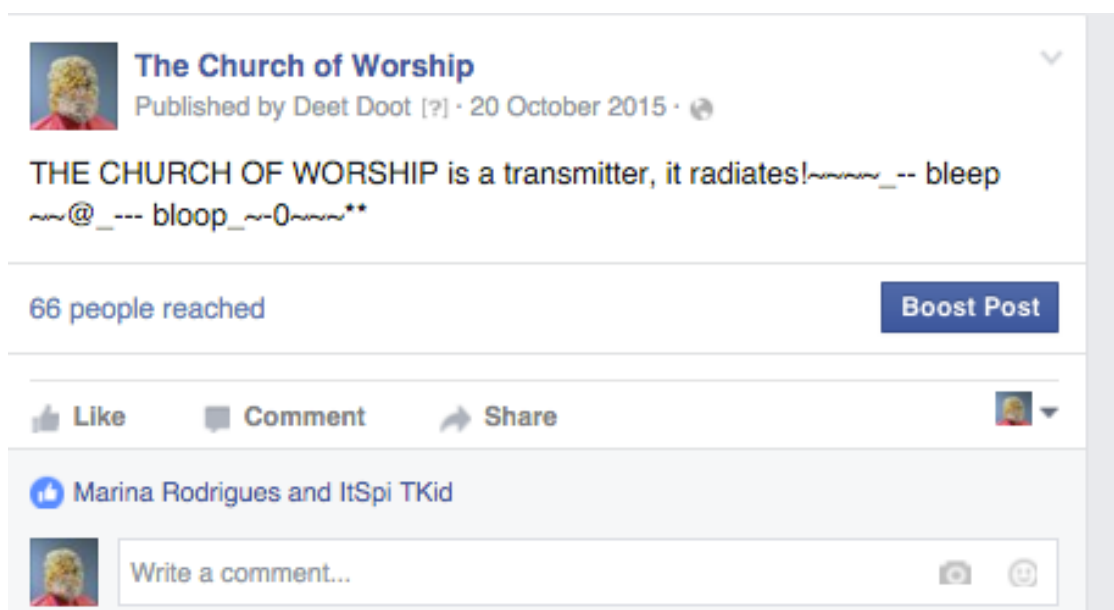 The Church of Worship
Published by Deet Doot [?] · 20 October 2015 ·
THE CHURCH OF WORSHIP is a transmitter, it radiates!~~~~_-- bleep
~~@_--- bloop_~-0~~~**
66 people reached
Boost Post
Like Comment Share
Marina Rodrigues and ItSpi TKid
Write a comment...